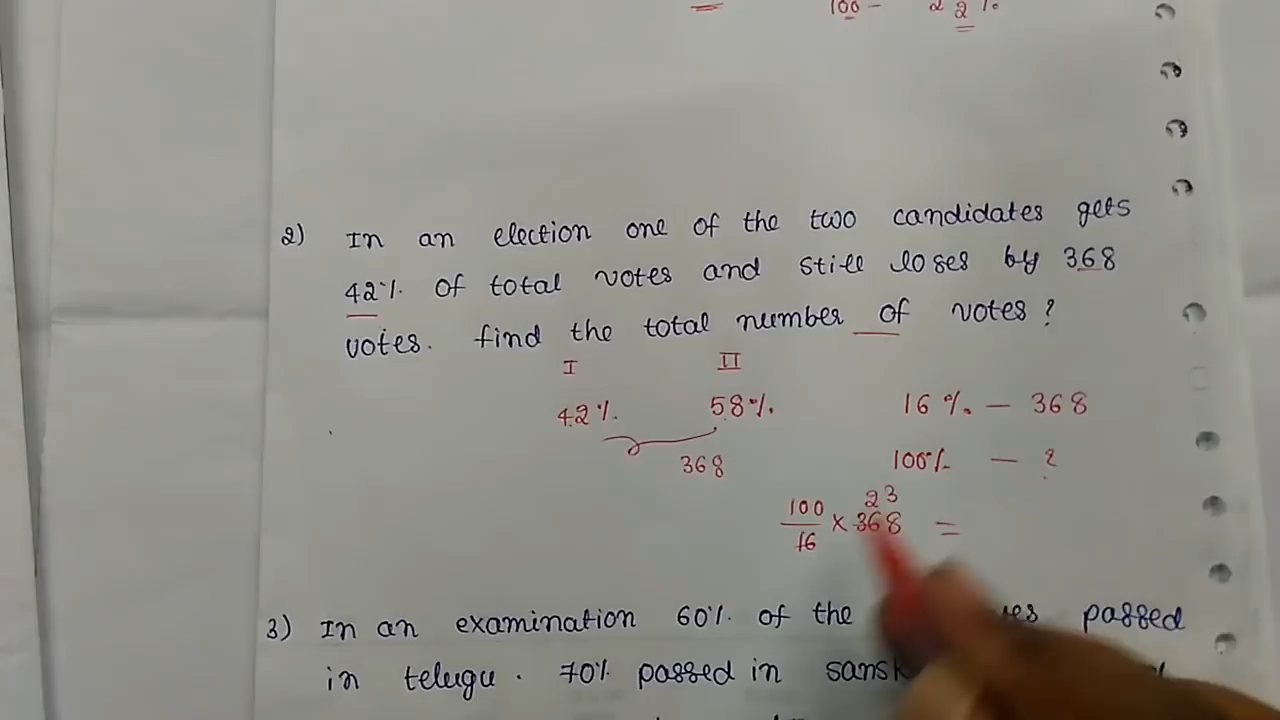 100 - 22%
2) In an election one of the two candidates gets
42% of total votes and still loses by 368
votes. find the total number of votes?
I II
42% 58% 16% - 368
368 100% - ?
23
100/16 x 368 =
3) In an examination 60% of the passed
in telugu. 70% passed in